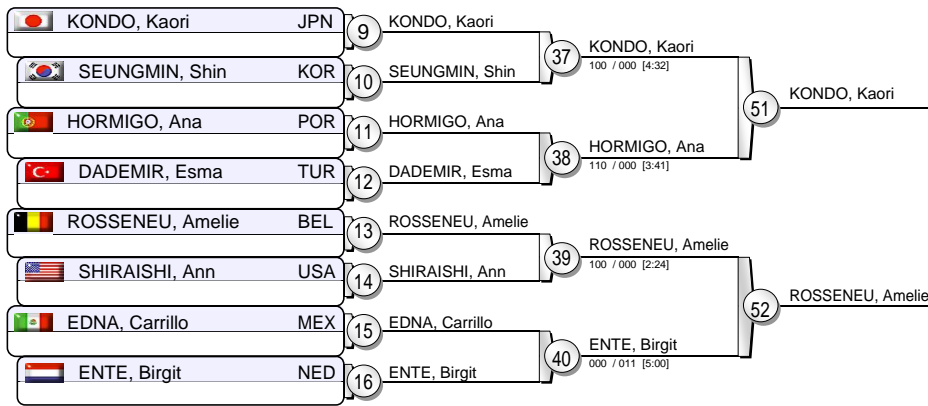 KONDO, Kaori JPN
9
KONDO, Kaori
SEUNGMIN, Shin KOR
10
SEUNGMIN, Shin
37
KONDO, Kaori
100 / 000 [4:32]
HORMIGO, Ana POR
11
HORMIGO, Ana
DADEMIR, Esma TUR
12
DADEMIR, Esma
38
HORMIGO, Ana
110 / 000 [3:41]
51
KONDO, Kaori
ROSSENEU, Amelie BEL
13
ROSSENEU, Amelie
SHIRAISHI, Ann USA
14
SHIRAISHI, Ann
39
ROSSENEU, Amelie
100 / 000 [2:24]
EDNA, Carrillo MEX
15
EDNA, Carrillo
ENTE, Birgit NED
16
ENTE, Birgit
40
ENTE, Birgit
000 / 011 [5:00]
52
ROSSENEU, Amelie